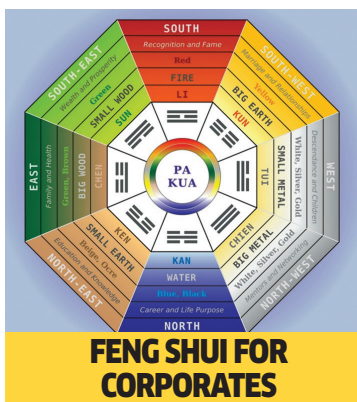 SOUTH
Recognition and Fame
Red
FIRE
LI
SOUTH-WEST
Marriage and Relationships
Yellow
BIG EARTH
KUN
WEST
Descendance and Children
White, Silver, Gold
SMALL METAL
TUI
NORTH-WEST
Mentors and Networking
White, Silver, Gold
BIG METAL
CHIEN
KAN
WATER
Blue, Black
Career and Life Purpose
NORTH
NORTH-EAST
Education and Knowledge
Beige, Ocre
SMALL EARTH
KEN
EAST
Family and Health
Green, Brown
BIG WOOD
CHEN
SOUTH-EAST
Wealth and Prosperity
Green
SMALL WOOD
SUN
PA
KUA
FENG SHUI FOR
CORPORATES